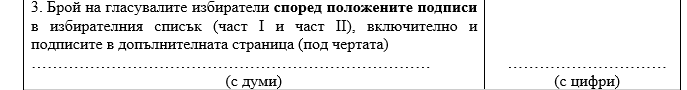 3. Брой на гласувалите избиратели според положените подписи
в избирателния списък (част I и част II), включително и
подписите в допълнителната страница (под чертата)
…………………………………………………………………
(с думи)
…………………………
(с цифри)